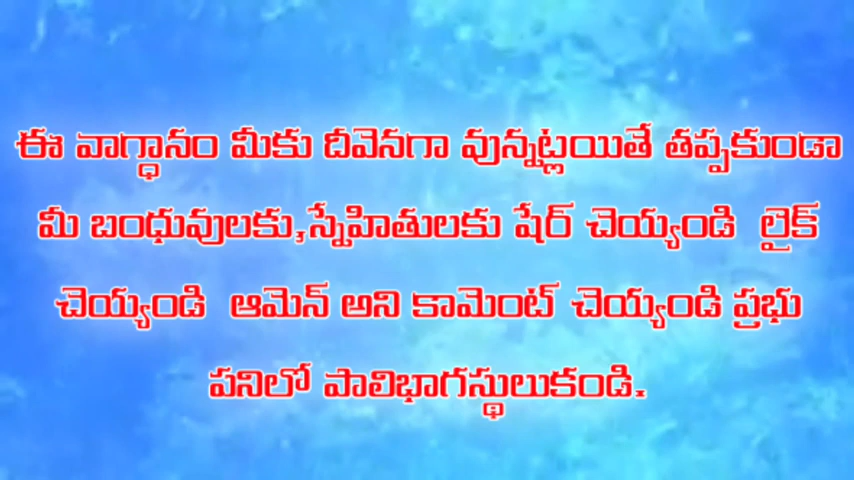 ఈ వాగ్ధానం మీకు దీవెనగా వున్నట్లయితే తప్పకుండా
మీ బంధువులకు,స్నేహితులకు షేర్ చెయ్యండి లైక్
చెయ్యండి ఆమెన్ అని కామెంట్ చెయ్యండి ప్రభు
పనిలో పాలిభాగస్థులుకండి.